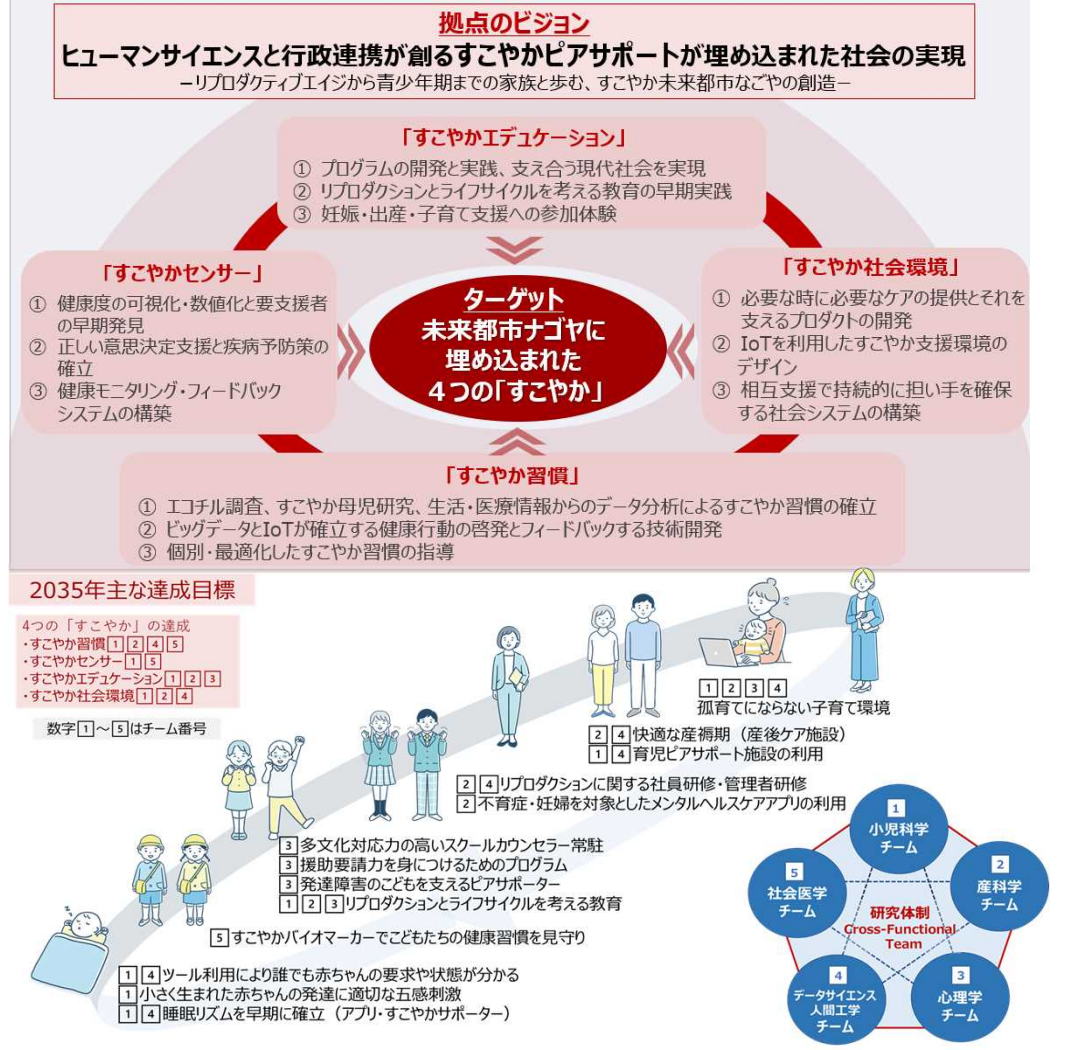 拠点のビジョン
ヒューマンサイエンスと行政連携が創るすこやかピアサポートが埋め込まれた社会の実現
－リプロダクティブエイジから青少年期までの家族と歩む、すこやか未来都市なごやの創造－
「すこやかエデュケーション」
① プログラムの開発と実践、支え合う現代社会を実現
② リプロダクションとライフサイクルを考える教育の早期実践
③ 妊娠・出産・子育て支援への参加体験
「すこやかセンサー」
① 健康度の可視化・数値化と要支援者
の早期発見
② 正しい意思決定支援と疾病予防策の
確立
③ 健康モニタリング・フィードバック
システムの構築
ターゲット
未来都市ナゴヤに
埋め込まれた
４つの「すこやか」
「すこやか社会環境」
① 必要な時に必要なケアの提供とそれを
支えるプロダクトの開発
② IoTを利用したすこやか支援環境の
デザイン
③ 相互支援で持続的に担い手を確保
する社会システムの構築
「すこやか習慣」
① エコチル調査、すこやか母児研究、生活・医療情報からのデータ分析によるすこやか習慣の確立
② ビッグデータとIoTが確立する健康行動の啓発とフィードバックする技術開発
③ 個別・最適化したすこやか習慣の指導
2035年主な達成目標
4つの「すこやか」の達成
・すこやか習慣 1 2 4 5
・すこやかセンサー 1 5
・すこやかエデュケーション 1 2 3
・すこやか社会環境 1 2 4
数字 1 ～ 5 はチーム番号
1 2 3 4
孤育てにならない子育て環境
2 4 快適な産褥期（産後ケア施設）
1 4 育児ピアサポート施設の利用
2 4 リプロダクションに関する社員研修・管理者研修
2 不育症・妊婦を対象としたメンタルヘルスケアアプリの利用
3 多文化対応力の高いスクールカウンセラー常駐
3 援助要請力を身につけるためのプログラム
3 発達障害のこどもを支えるピアサポーター
1 2 3 リプロダクションとライフサイクルを考える教育
5 すこやかバイオマーカーでこどもたちの健康習慣を見守り
1 4 ツール利用により誰でも赤ちゃんの要求や状態が分かる
1 小さく生まれた赤ちゃんの発達に適切な五感刺激
1 4 睡眠リズムを早期に確立（アプリ・すこやかサポーター）
1
小児科学
チーム
2
産科学
チーム
3
心理学
チーム
4
データサイエンス
人間工学
チーム
5
社会医学
チーム
研究体制
Cross-Functional
Team